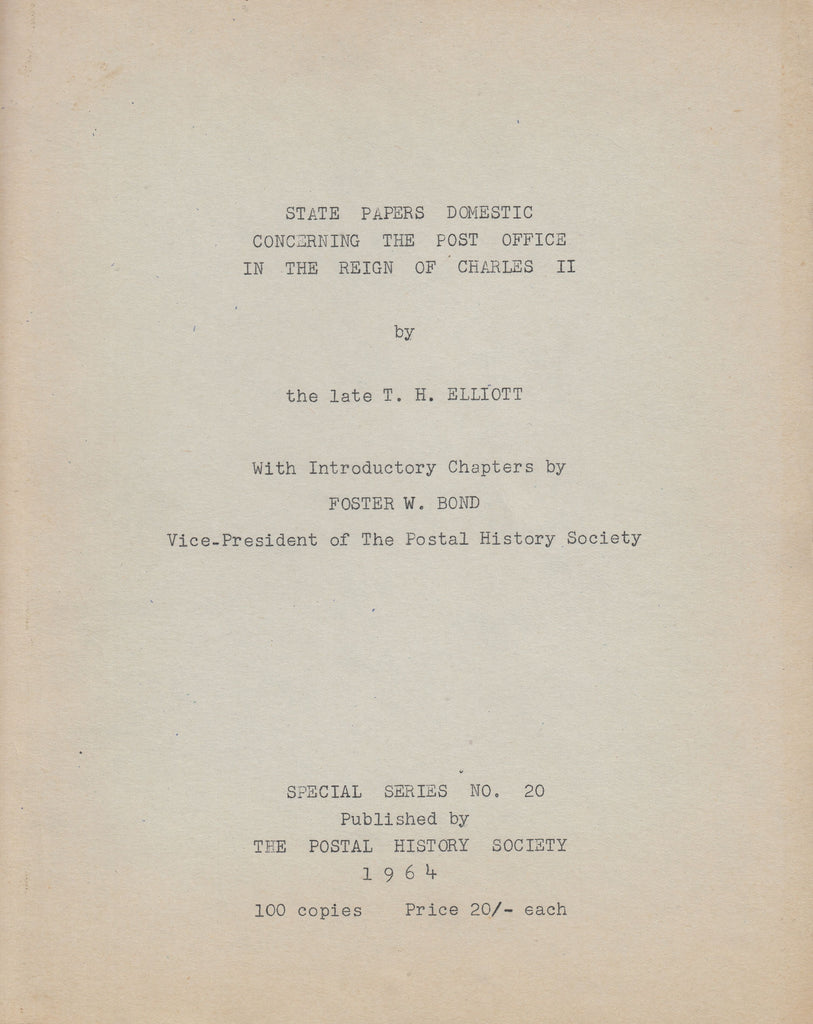 STATE PAPERS DOMESTIC
CONCERNING THE POST OFFICE
IN THE REIGN OF CHARLES II
by
the late T. H. ELLIOTT
With Introductory Chapters by
FOSTER W. BOND
Vice-President of The Postal History Society
SPECIAL SERIES NO. 20
Published by
THE POSTAL HISTORY SOCIETY
1 9 6 4
100 copies Price 20/- each